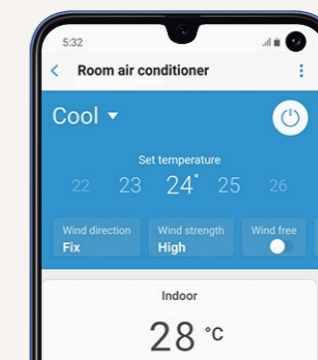 5:32
Room air conditioner
Cool
Set temperature
22 23 24° 25 26
Wind direction Wind strength Wind free
Fix High
Indoor
28 °C